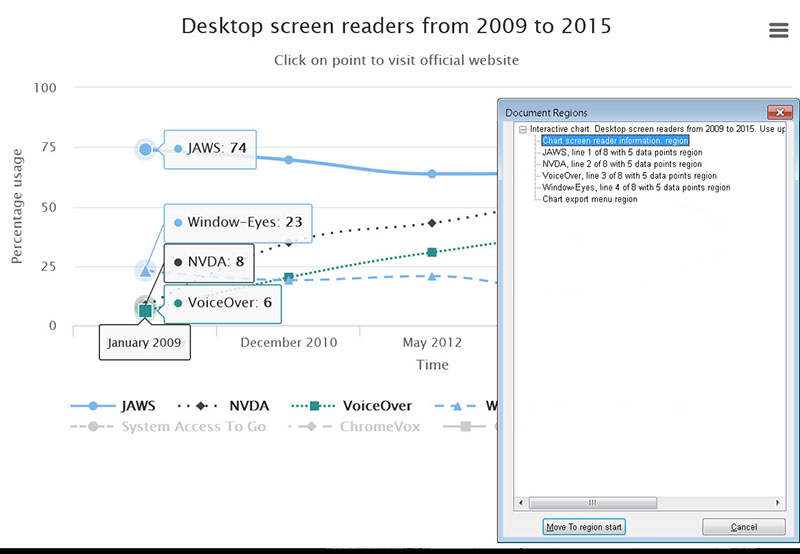 Desktop screen readers from 2009 to 2015
Click on point to visit official website
Percentage usage
100
75
50
25
0
JAWS: 74
Window-Eyes: 23
NVDA: 8
VoiceOver: 6
January 2009
December 2010
May 2012
Time
JAWS
NVDA
VoiceOver
W
System Access To Go
ChromeVox
Document Regions
Interactive chart. Desktop screen readers from 2009 to 2015. Use up
Chart screen reader information. region
JAWS, line 1 of 8 with 5 data points region
NVDA, line 2 of 8 with 5 data points region
VoiceOver, line 3 of 8 with 5 data points region
Window-Eyes, line 4 of 8 with 5 data points region
Chart export menu region
Move To region start
Cancel